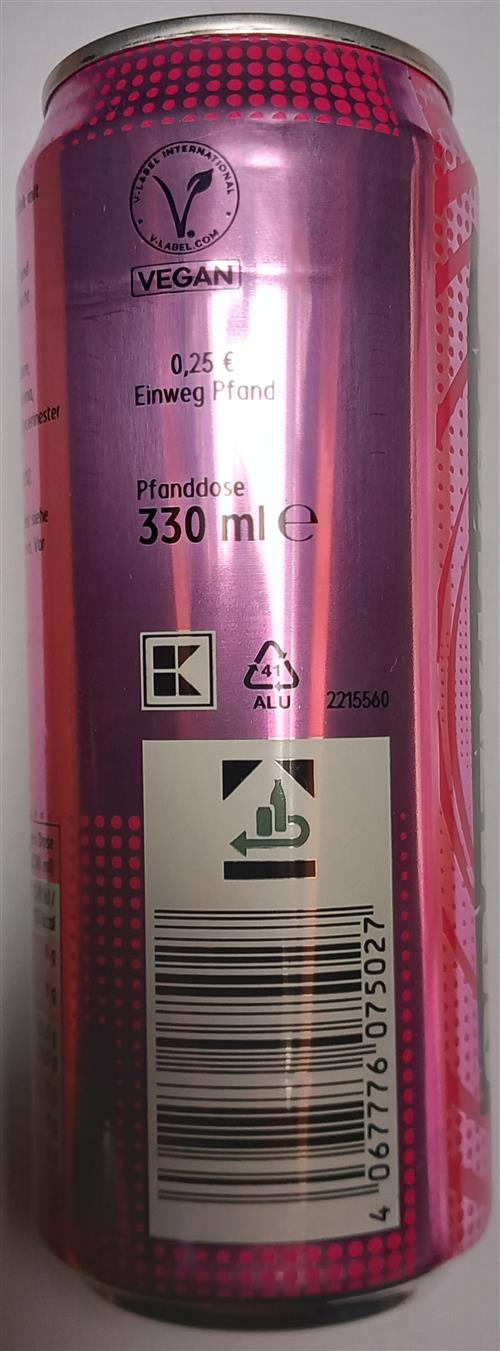 V-LABEL INTERNATIONAL
V-LABEL.COM
VEGAN
0,25 €
Einweg Pfand
Pfanddose
330 ml e
K
41
ALU
2215560
4 067776 075027